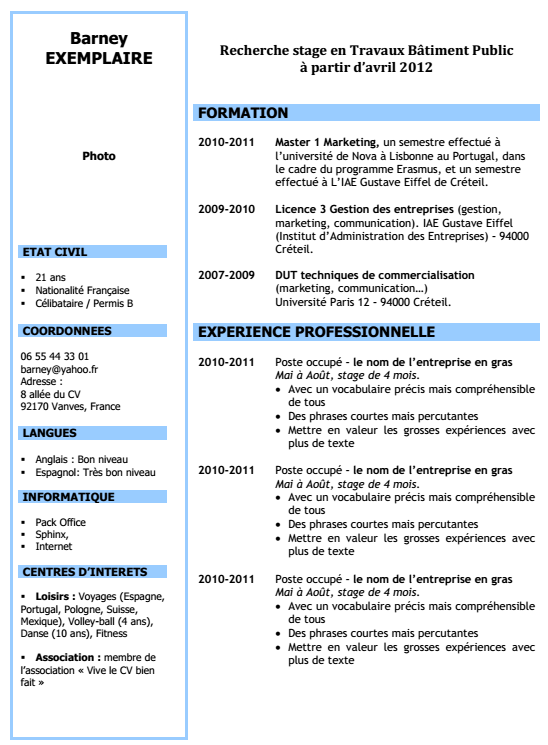 Barney
EXEMPLAIRE
Photo
ETAT CIVIL
▪ 21 ans
▪ Nationalité Française
▪ Célibataire / Permis B
COORDONNEES
06 55 44 33 01
barney@yahoo.fr
Adresse :
8 allée du CV
92170 Vanves, France
LANGUES
▪ Anglais : Bon niveau
▪ Espagnol: Très bon niveau
INFORMATIQUE
▪ Pack Office
▪ Sphinx,
▪ Internet
CENTRES D’INTERETS
▪ Loisirs : Voyages (Espagne,
Portugal, Pologne, Suisse,
Mexique), Volley-ball (4 ans),
Danse (10 ans), Fitness
▪ Association : membre de
l’association « Vive le CV bien
fait »
Recherche stage en Travaux Bâtiment Public
à partir d’avril 2012
FORMATION
2010-2011 Master 1 Marketing, un semestre effectué à
l’université de Nova à Lisbonne au Portugal, dans
le cadre du programme Erasmus, et un semestre
effectué à L’IAE Gustave Eiffel de Créteil.
2009-2010 Licence 3 Gestion des entreprises (gestion,
marketing, communication). IAE Gustave Eiffel
(Institut d’Administration des Entreprises) – 94000
Créteil.
2007-2009 DUT techniques de commercialisation
(marketing, communication…)
Université Paris 12 – 94000 Créteil.
EXPERIENCE PROFESSIONNELLE
2010-2011 Poste occupé – le nom de l’entreprise en gras
Mai à Août, stage de 4 mois.
• Avec un vocabulaire précis mais compréhensible
de tous
• Des phrases courtes mais percutantes
• Mettre en valeur les grosses expériences avec
plus de texte
2010-2011 Poste occupé – le nom de l’entreprise en gras
Mai à Août, stage de 4 mois.
• Avec un vocabulaire précis mais compréhensible
de tous
• Des phrases courtes mais percutantes
• Mettre en valeur les grosses expériences avec
plus de texte
2010-2011 Poste occupé – le nom de l’entreprise en gras
Mai à Août, stage de 4 mois.
• Avec un vocabulaire précis mais compréhensible
de tous
• Des phrases courtes mais percutantes
• Mettre en valeur les grosses expériences avec
plus de texte